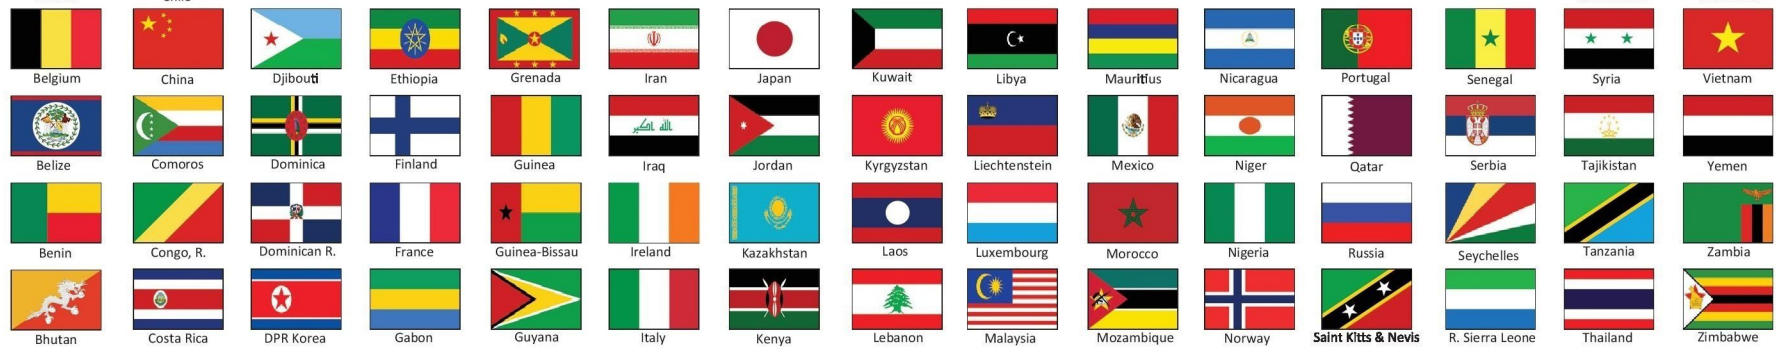 Belgium China Djibouti Ethiopia Grenada Iran Japan Kuwait Libya Mauritius Nicaragua Portugal Senegal Syria Vietnam
الله اكبر
Belize Comoros Dominica Finland Guinea Iraq Jordan Kyrgyzstan Liechtenstein Mexico Niger Qatar Serbia Tajikistan Yemen
Benin Congo, R. Dominican R. France Guinea-Bissau Ireland Kazakhstan Laos Luxembourg Morocco Nigeria Russia Seychelles Tanzania Zambia
Bhutan Costa Rica DPR Korea Gabon Guyana Italy Kenya Lebanon Malaysia Mozambique Norway Saint Kitts & Nevis R. Sierra Leone Thailand Zimbabwe